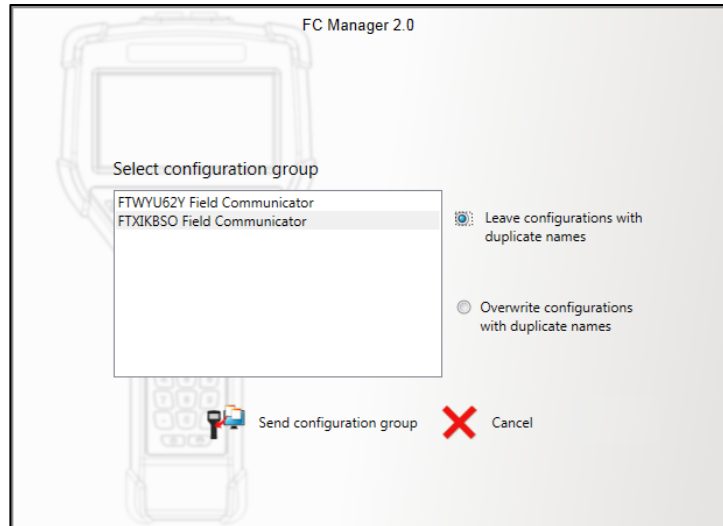 FC Manager 2.0
Select configuration group
FTWYU62Y Field Communicator
FTXIKBSO Field Communicator
Leave configurations with
duplicate names
Overwrite configurations
with duplicate names
Send configuration group
Cancel